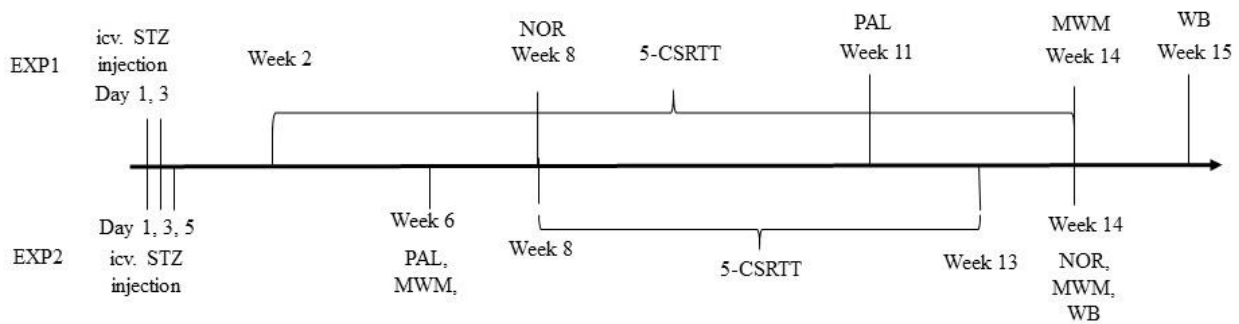 EXP1
icv. STZ
injection
Day 1, 3
Week 2
NOR
Week 8
5-CSRTT
PAL
Week 11
MWM
Week 14
WB
Week 15
EXP2
Day 1, 3, 5
icv. STZ
injection
Week 6
PAL,
MWM,
Week 8
5-CSRTT
Week 13
Week 14
NOR,
MWM,
WB